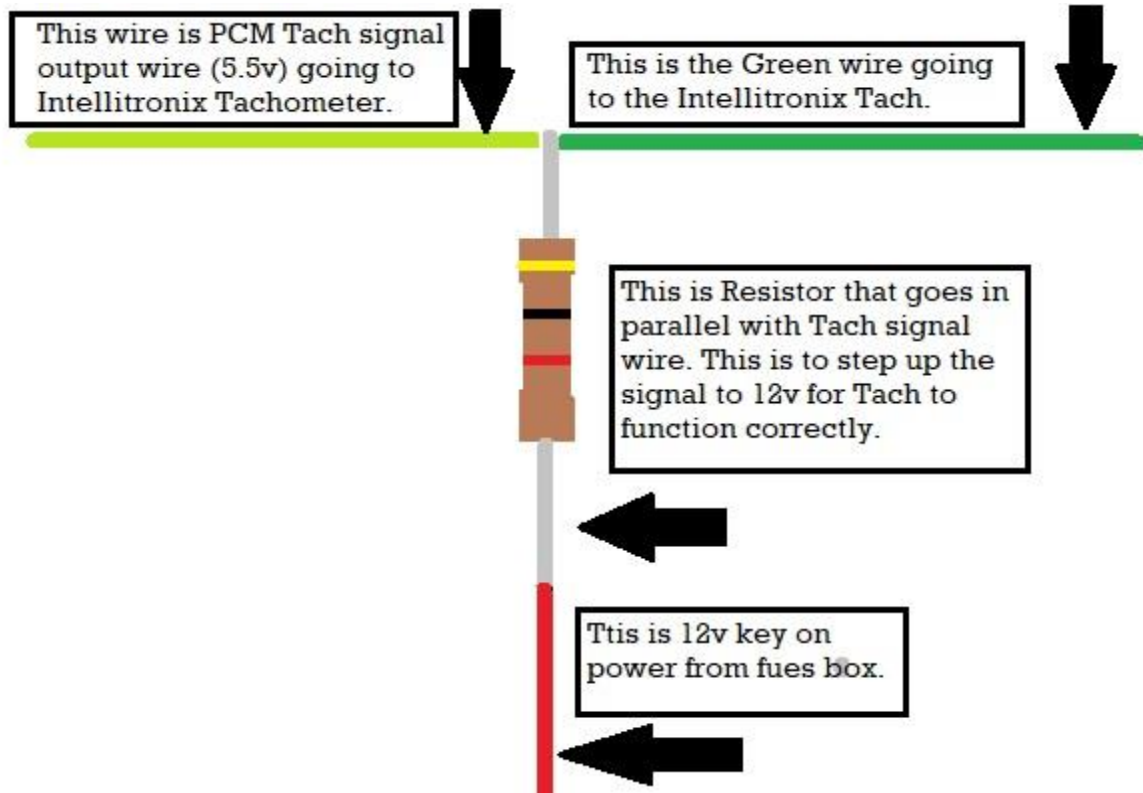 This wire is PCM Tach signal
output wire (5.5v) going to
Intellitronix Tachometer.
This is the Green wire going
to the Intellitronix Tach.
This is Resistor that goes in
parallel with Tach signal
wire. This is to step up the
signal to 12v for Tach to
function correctly.
Ttis is 12v key on
power from fues box.